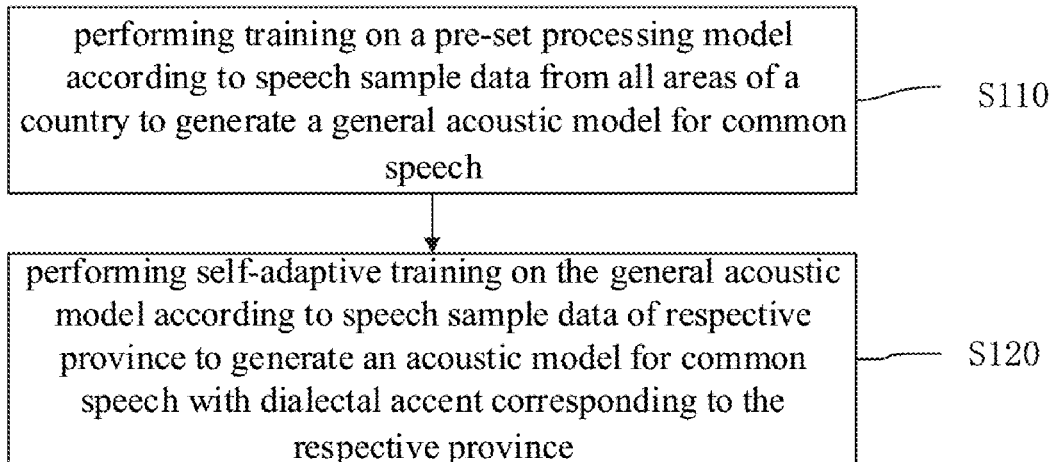 performing training on a pre-set processing model
according to speech sample data from all areas of a
country to generate a general acoustic model for common
speech
S110
performing self-adaptive training on the general acoustic
model according to speech sample data of respective
province to generate an acoustic model for common
speech with dialectal accent corresponding to the
respective province
S120